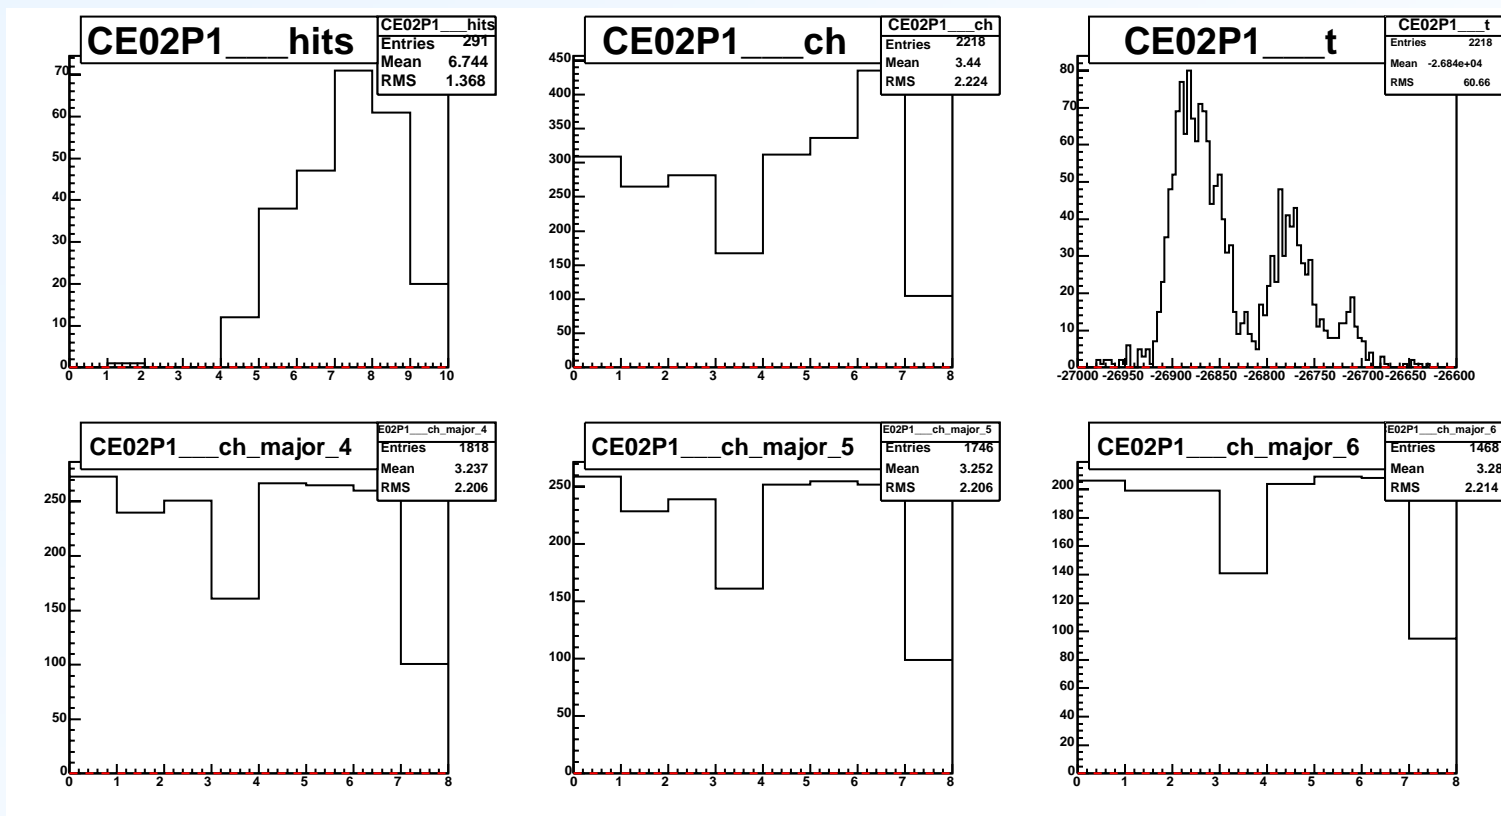 CE02P1____hits
CE02P1___hits
Entries 291
Mean 6.744
RMS 1.368
0 10 20 30 40 50 60 70
0 1 2 3 4 5 6 7 8 9 10
CE02P1____ch
CE02P1___ch
Entries 2218
Mean 3.44
RMS 2.224
0 50 100 150 200 250 300 350 400 450
0 1 2 3 4 5 6 7 8
CE02P1____t
CE02P1___t
Entries 2218
Mean -2.684e+04
RMS 60.66
0 10 20 30 40 50 60 70 80
-27000 -26950 -26900 -26850 -26800 -26750 -26700 -26650 -26600
CE02P1___ch_major_4
E02P1___ch_major_4
Entries 1818
Mean 3.237
RMS 2.206
0 50 100 150 200 250
0 1 2 3 4 5 6 7 8
CE02P1___ch_major_5
E02P1___ch_major_5
Entries 1746
Mean 3.252
RMS 2.206
0 50 100 150 200 250
0 1 2 3 4 5 6 7 8
CE02P1___ch_major_6
E02P1___ch_major_6
Entries 1468
Mean 3.28
RMS 2.214
0 20 40 60 80 100 120 140 160 180 200
0 1 2 3 4 5 6 7 8